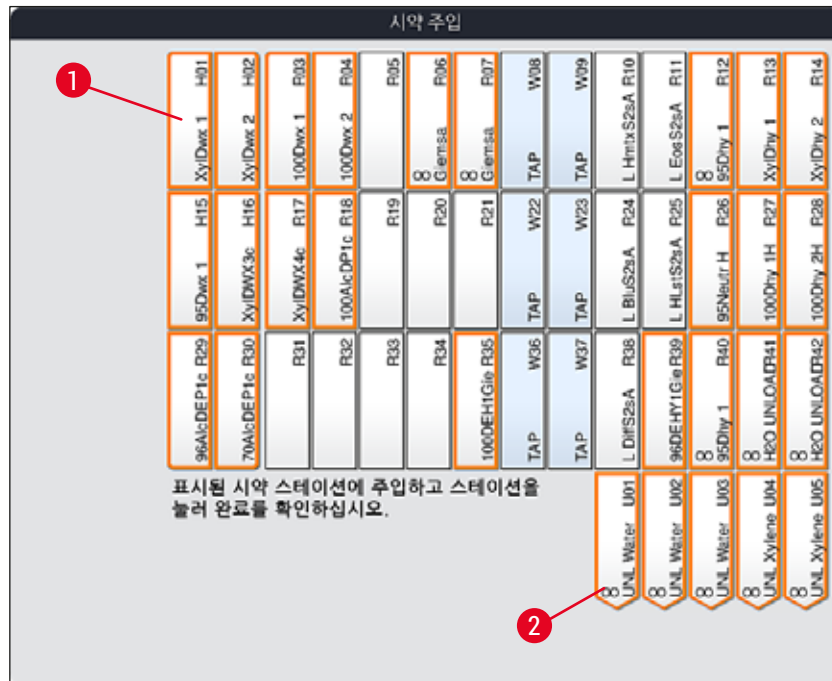 시약 주입
1
XylDwx 1 H01
XylDwx 2 H02
100Dwx 1 R03
100Dwx 2 R04
R05
∞
Giemsa R06
∞
Giemsa R07
TAP W08
TAP W09
L HmtxS2sA R10
L EosS2sA R11
∞
95Dhy 1 R12
XylDhy 1 R13
XylDhy 2 R14
95Dwx 1 H15
XylDWX3c H16
XylDWX4c R17
100AlcDP1c R18
R19
R20
R21
TAP W22
TAP W23
L BluS2sA R24
L HLstS2sA R25
95Neutr H R26
100Dhy 1H R27
100Dhy 2H R28
96AlcDEP1c R29
70AlcDEP1c R30
R31
R32
R33
R34
100DEH1Gie R35
TAP W36
TAP W37
L DiffS2sA R38
96DEHY1Gie R39
∞
95Dhy 1 R40
∞
H2O UNLOAD R41
∞
H2O UNLOAD R42
표시된 시약 스테이션에 주입하고 스테이션을
눌러 완료를 확인하십시오.
∞
UNL Water U01
∞
UNL Water U02
∞
UNL Water U03
∞
UNL Xylene U04
∞
UNL Xylene U05
2